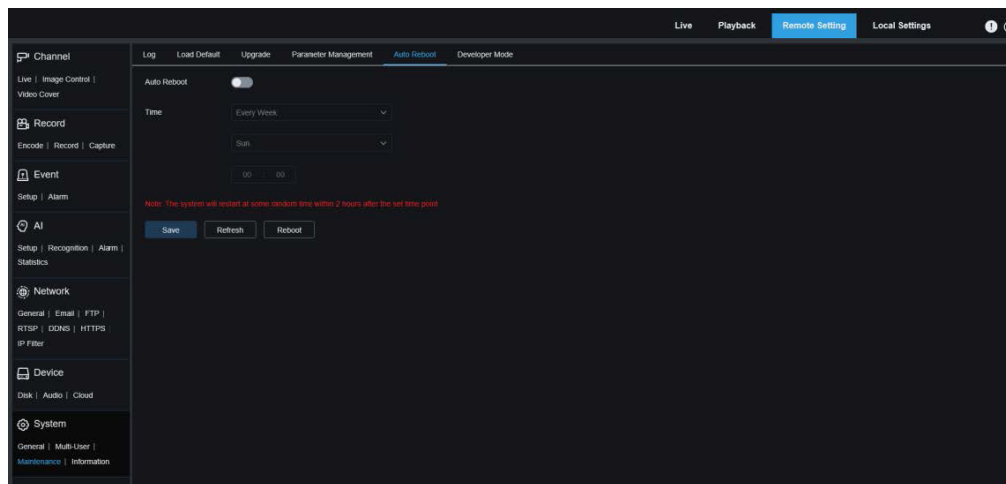 Live Playback Remote Setting Local Settings
Channel
Live | Image Control |
Video Cover
Record
Encode | Record | Capture
Event
Setup | Alarm
AI
Setup | Recognition | Alarm |
Statistics
Network
General | Email | FTP |
RTSP | DDNS | HTTPS
IP Filter
Device
Disk | Audio | Cloud
System
General | Multi-User |
Maintenance | Information
Log Load Default Upgrade Parameter Management Auto Reboot Developer Mode
Auto Reboot
Time Every Week
Sun
00 : 00
Note: The system will restart at some random time within 2 hours after the set time point
Save Refresh Reboot